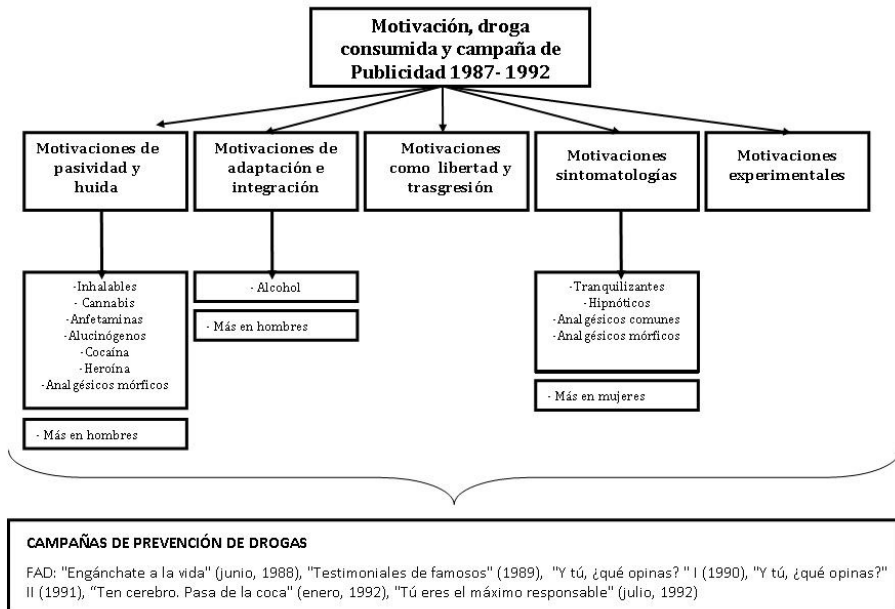 Motivación, droga
consumida y campaña de
Publicidad 1987- 1992
Motivaciones de
pasividad y
huida
Motivaciones de
adaptación e
integración
Motivaciones
como libertad y
trasgresión
Motivaciones
sintomatologías
Motivaciones
experimentales
-Inhalables
- Cannabis
-Anfetaminas
-Alucinógenos
- Cocaína
- Heroína
-Analgésicos mórficos
- Más en hombres
- Alcohol
- Más en hombres
- Tranquilizantes
- Hipnóticos
- Analgésicos comunes
- Analgésicos mórficos
- Más en mujeres
CAMPAÑAS DE PREVENCIÓN DE DROGAS
FAD: "Engánchate a la vida" (junio, 1988), "Testimoniales de famosos" (1989), "Y tú, ¿qué opinas? " I (1990), "Y tú, ¿qué opinas?"
II (1991), "Ten cerebro. Pasa de la coca" (enero, 1992), "Tú eres el máximo responsable" (julio, 1992)